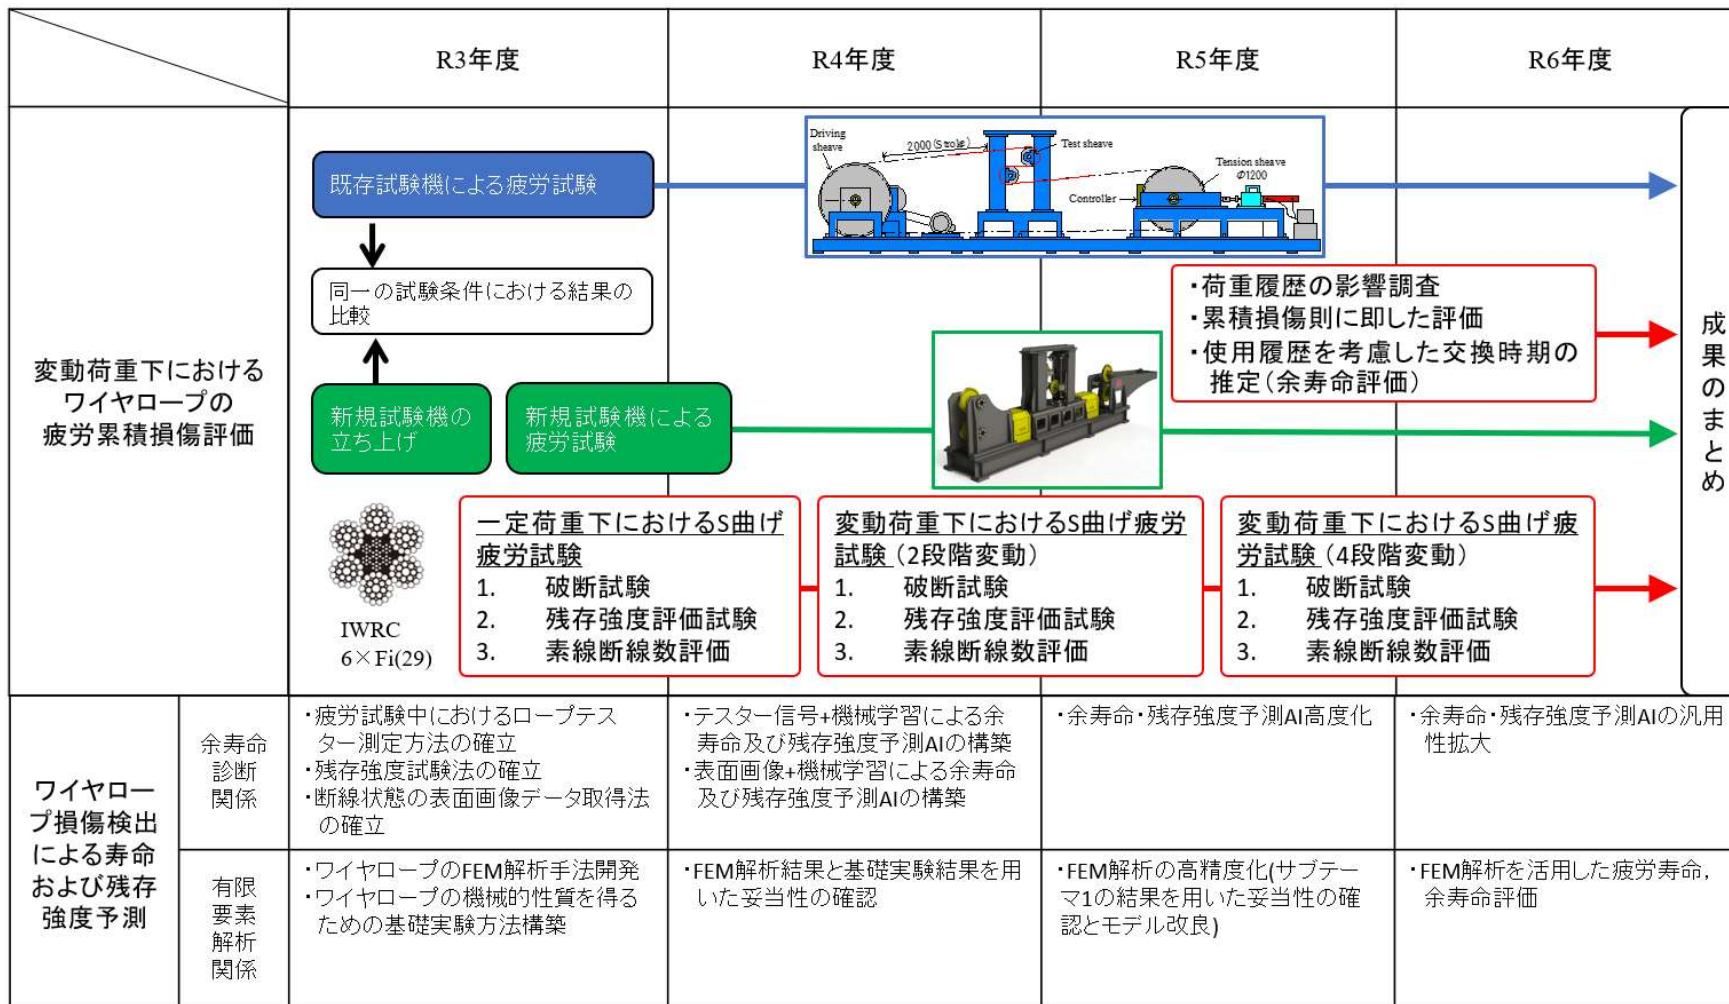 R3年度
R4年度
R5年度
R6年度
変動荷重下における
ワイヤロープの
疲労累積損傷評価
既存試験機による疲労試験
同一の試験条件における結果の
比較
新規試験機の
立ち上げ
新規試験機による
疲労試験
Driving
sheave
2000(Stroke)
Test sheave
Tension sheave
Φ1200
Controller
・荷重履歴の影響調査
・累積損傷則に即した評価
・使用履歴を考慮した交換時期の
推定(余寿命評価)
成果のまとめ
IWRC
6×Fi(29)
一定荷重下におけるS曲げ
疲労試験
1. 破断試験
2. 残存強度評価試験
3. 素線断線数評価
変動荷重下におけるS曲げ疲労
試験 (2段階変動)
1. 破断試験
2. 残存強度評価試験
3. 素線断線数評価
変動荷重下におけるS曲げ疲
労試験 (4段階変動)
1. 破断試験
2. 残存強度評価試験
3. 素線断線数評価
ワイヤロー
プ損傷検出
による寿命
および残存
強度予測
余寿命
診断
関係
・疲労試験中におけるロープテス
ター測定方法の確立
・残存強度試験法の確立
・断線状態の表面画像データ取得法
の確立
・テスター信号+機械学習による余
寿命及び残存強度予測AIの構築
・表面画像+機械学習による余寿命
及び残存強度予測AIの構築
・余寿命・残存強度予測AI高度化
・余寿命・残存強度予測AIの汎用
性拡大
有限
要素
解析
関係
・ワイヤロープのFEM解析手法開発
・ワイヤロープの機械的性質を得る
ための基礎実験方法構築
・FEM解析結果と基礎実験結果を用
いた妥当性の確認
・FEM解析の高精度化(サブテー
マ1の結果を用いた妥当性の確
認とモデル改良)
・FEM解析を活用した疲労寿命,
余寿命評価